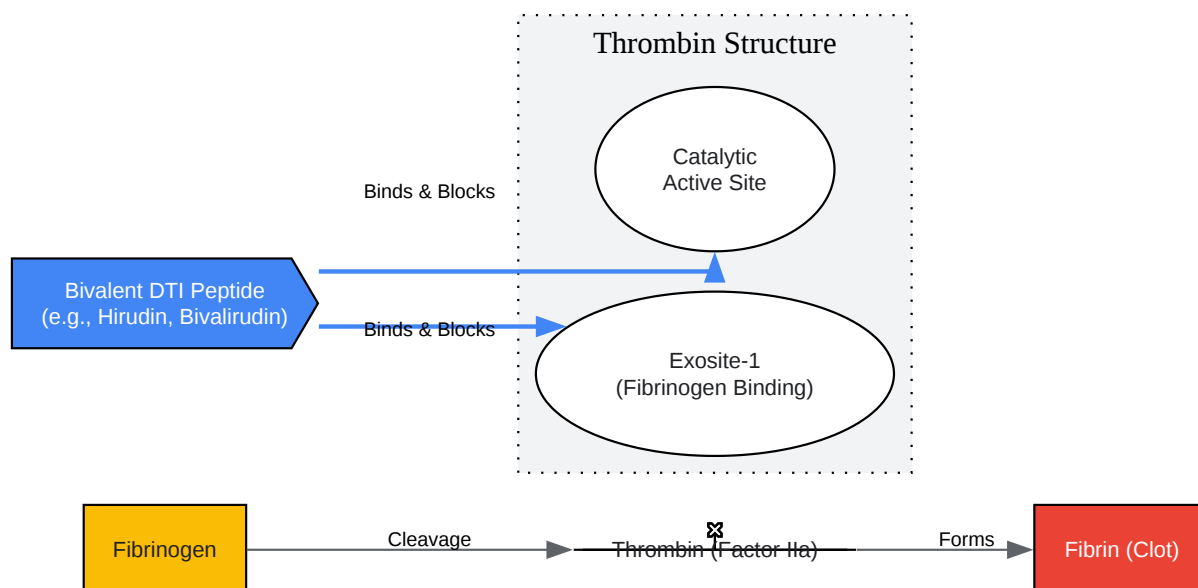 Thrombin Structure
Catalytic
Active Site
Binds & Blocks
Bivalent DTI Peptide
(e.g., Hirudin, Bivalirudin)
Binds & Blocks
Exosite-1
(Fibrinogen Binding)
Fibrinogen
Cleavage
Thrombin (Factor IIa)
Forms
Fibrin (Clot)